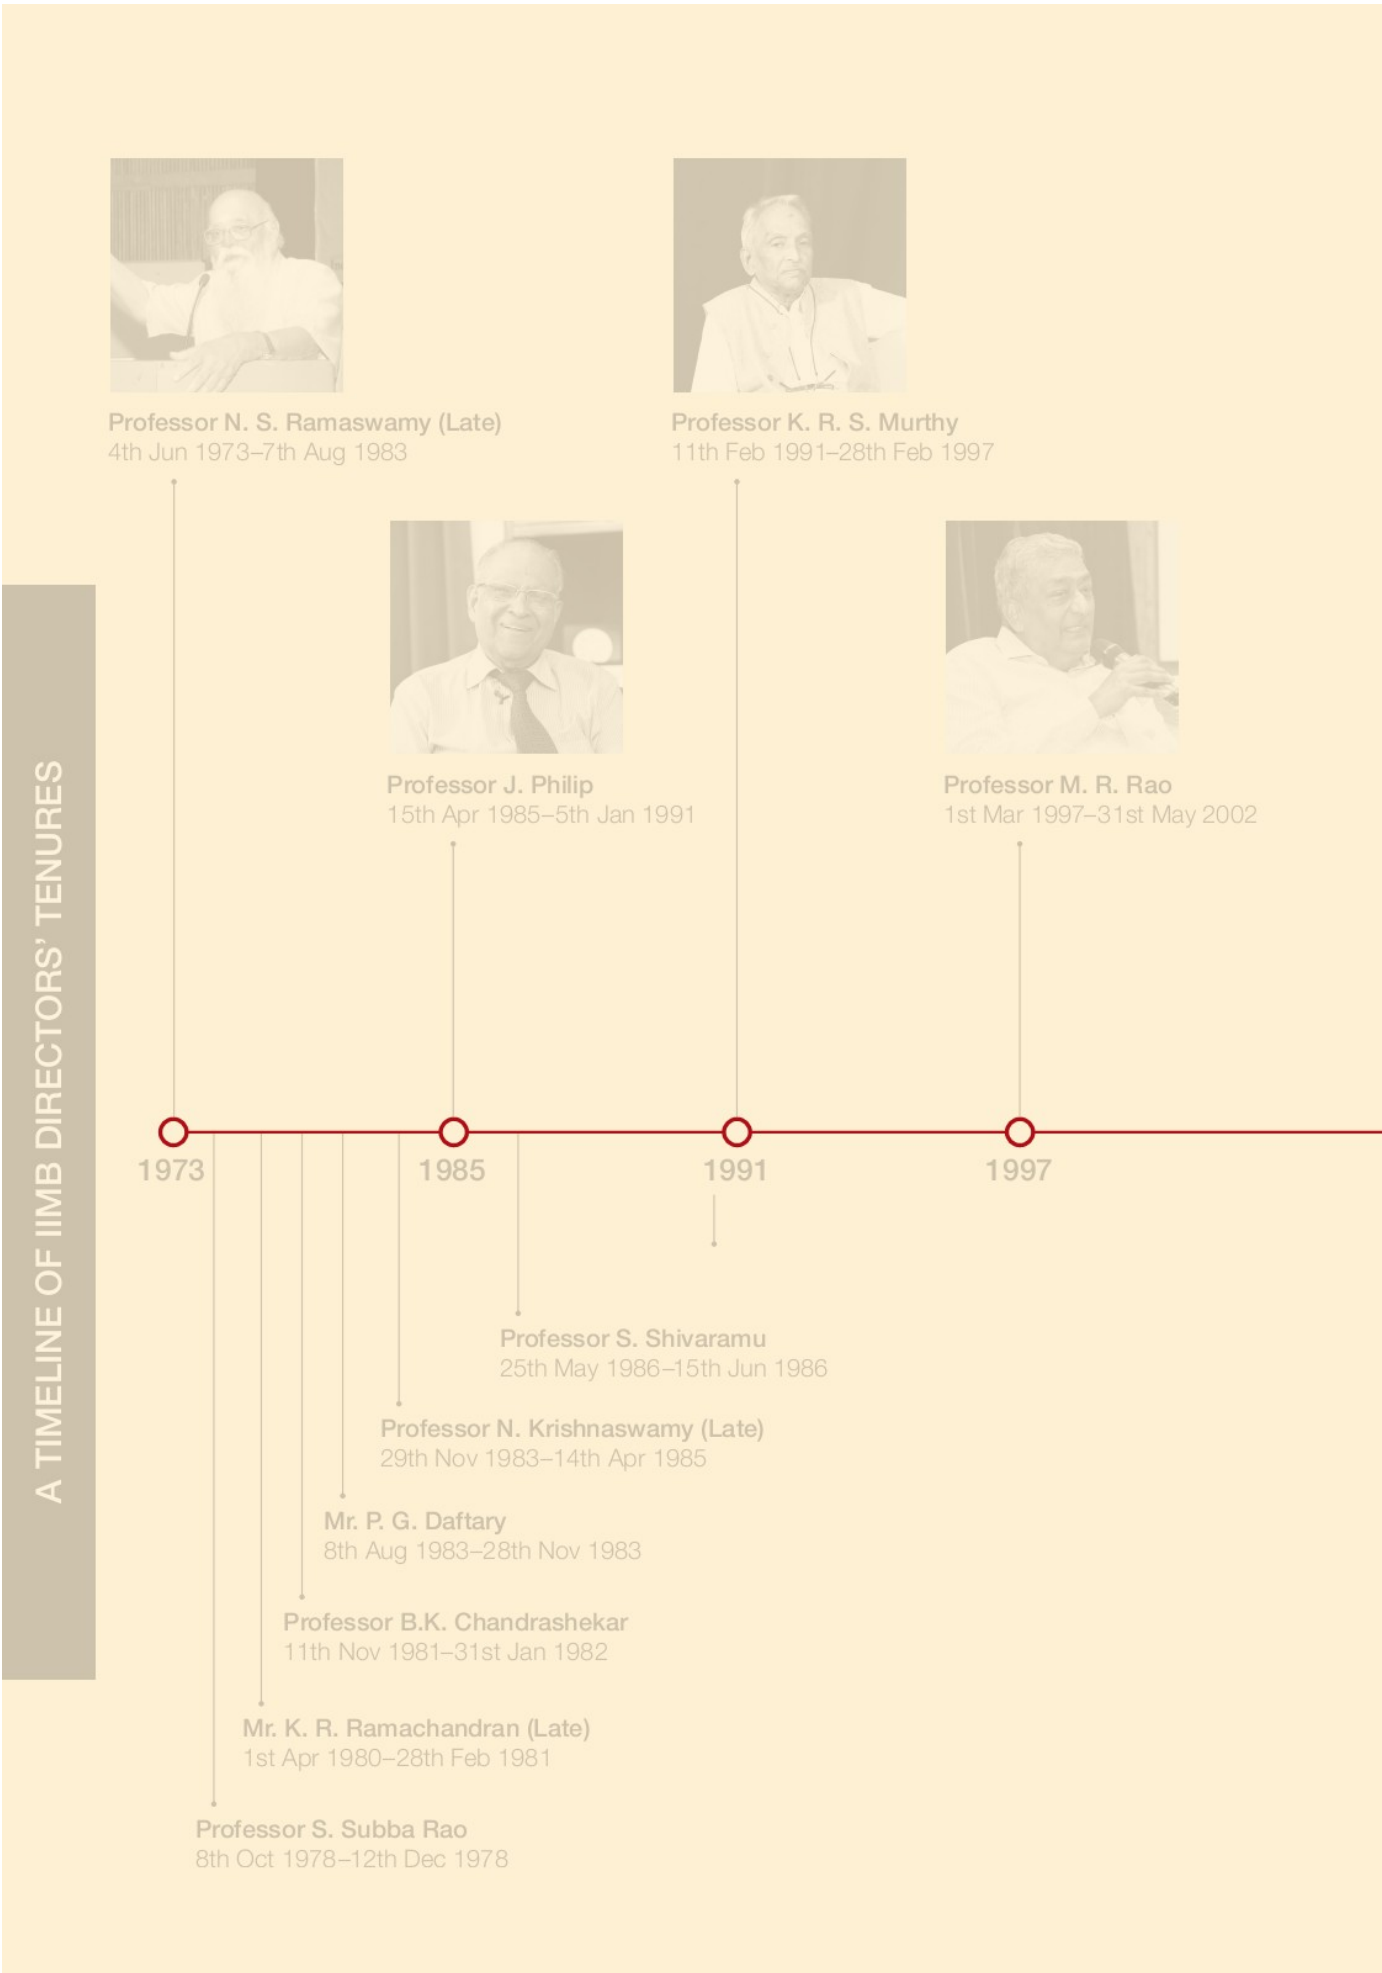 Professor N. S. Ramaswamy (Late)
4th Jun 1973–7th Aug 1983
Professor K. R. S. Murthy
11th Feb 1991–28th Feb 1997
Professor J. Philip
15th Apr 1985–5th Jan 1991
Professor M. R. Rao
1st Mar 1997–31st May 2002
A TIMELINE OF IIMB DIRECTORS’ TENURES
1973
1985
1991
1997
Professor S. Shivaramu
25th May 1986–15th Jun 1986
Professor N. Krishnaswamy (Late)
29th Nov 1983–14th Apr 1985
Mr. P. G. Daftary
8th Aug 1983–28th Nov 1983
Professor B.K. Chandrashekar
11th Nov 1981–31st Jan 1982
Mr. K. R. Ramachandran (Late)
1st Apr 1980–28th Feb 1981
Professor S. Subba Rao
8th Oct 1978–12th Dec 1978